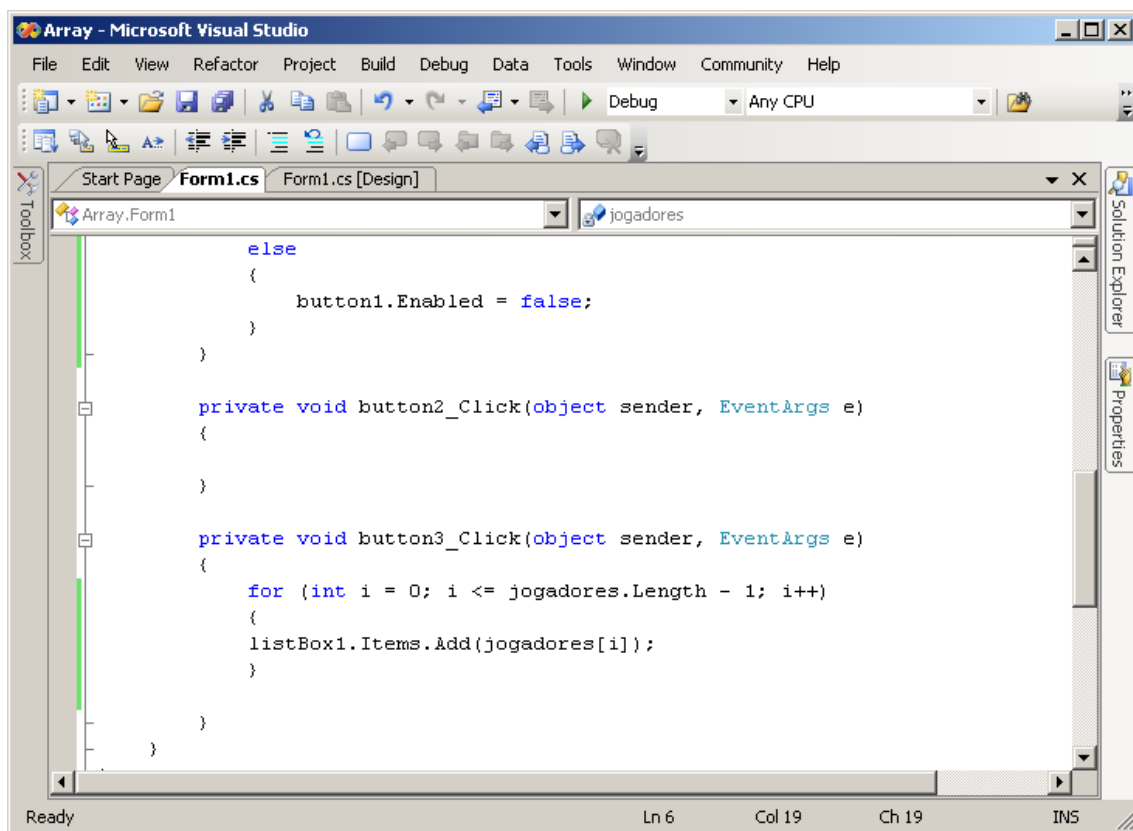 Array - Microsoft Visual Studio
File Edit View Refactor Project Build Debug Data Tools Window Community Help
Debug Any CPU
Start Page Form1.cs Form1.cs [Design]
Array.Form1 jogadores
Toolbox
else
{
button1.Enabled = false;
}
}
private void button2_Click(object sender, EventArgs e)
{
}
private void button3_Click(object sender, EventArgs e)
{
for (int i = 0; i <= jogadores.Length - 1; i++)
{
listBox1.Items.Add(jogadores[i]);
}
}
}
Solution Explorer
Properties
Ready Ln 6 Col 19 Ch 19 INS